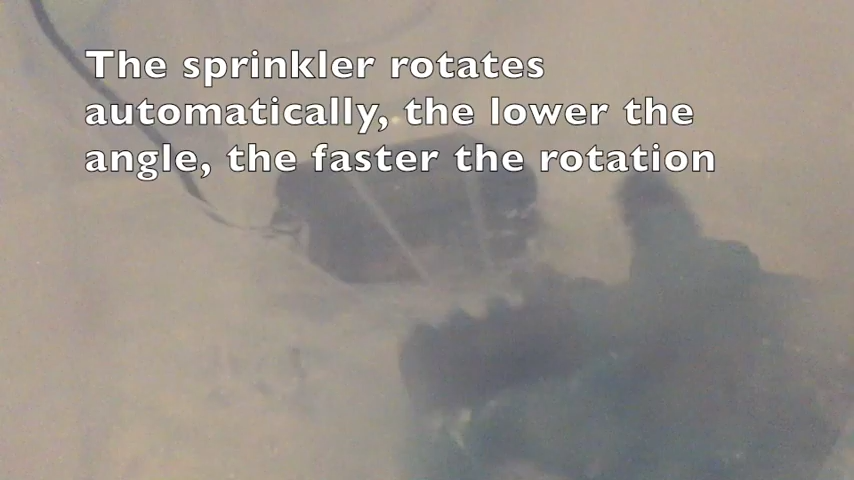 The sprinkler rotates
automatically, the lower the
angle, the faster the rotation